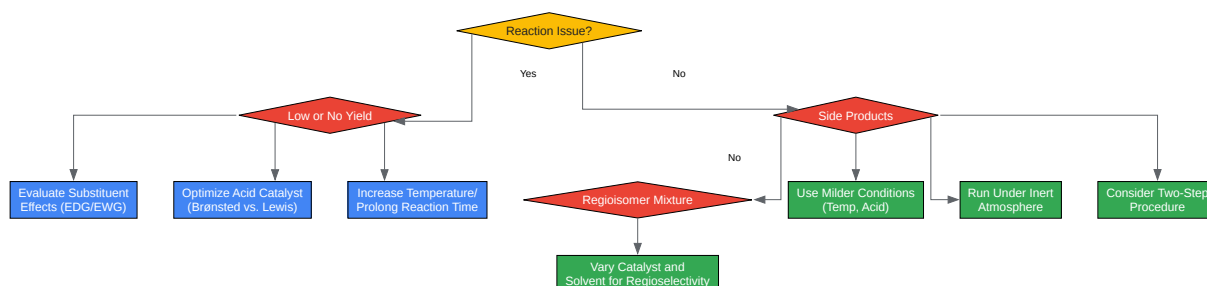 Reaction Issue?
Yes
No
Low or No Yield
Side Products
No
Evaluate Substituent
Effects (EDG/EWG)
Optimize Acid Catalyst
(Brønsted vs. Lewis)
Increase Temperature/
Prolong Reaction Time
Regioisomer Mixture
Use Milder Conditions
(Temp, Acid)
Run Under Inert
Atmosphere
Consider Two-Step
Procedure
Vary Catalyst and
Solvent for Regioselectivity